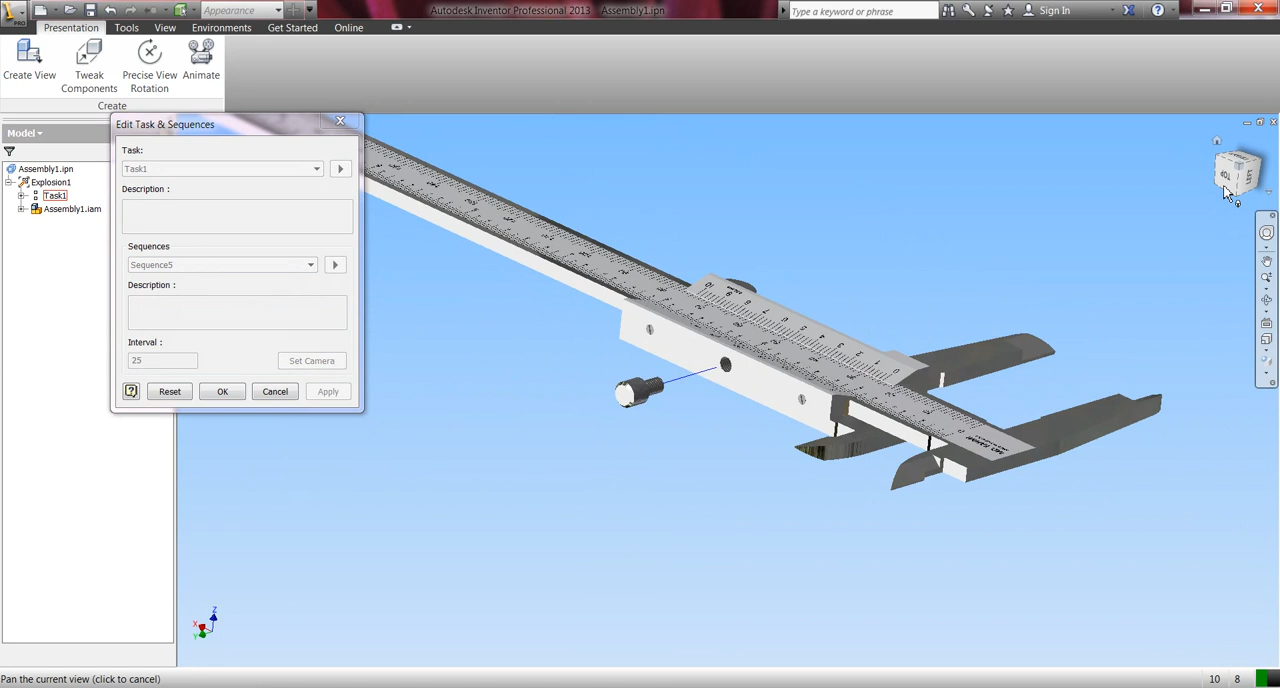 Appearance
Autodesk Inventor Professional 2013 Assembly1.ipn
Type a keyword or phrase
Sign In
PRO
Presentation Tools View Environments Get Started Online
Create View
Tweak Components
Precise View Rotation
Animate
Create
Model
Assembly1.ipn
Explosion1
Task1
Assembly1.iam
Edit Task & Sequences
Task:
Task1
Description :
Sequences
Sequence5
Description :
Interval :
25
Set Camera
Reset OK Cancel Apply
TOP
X
Y
Z
Pan the current view (click to cancel)
10 8